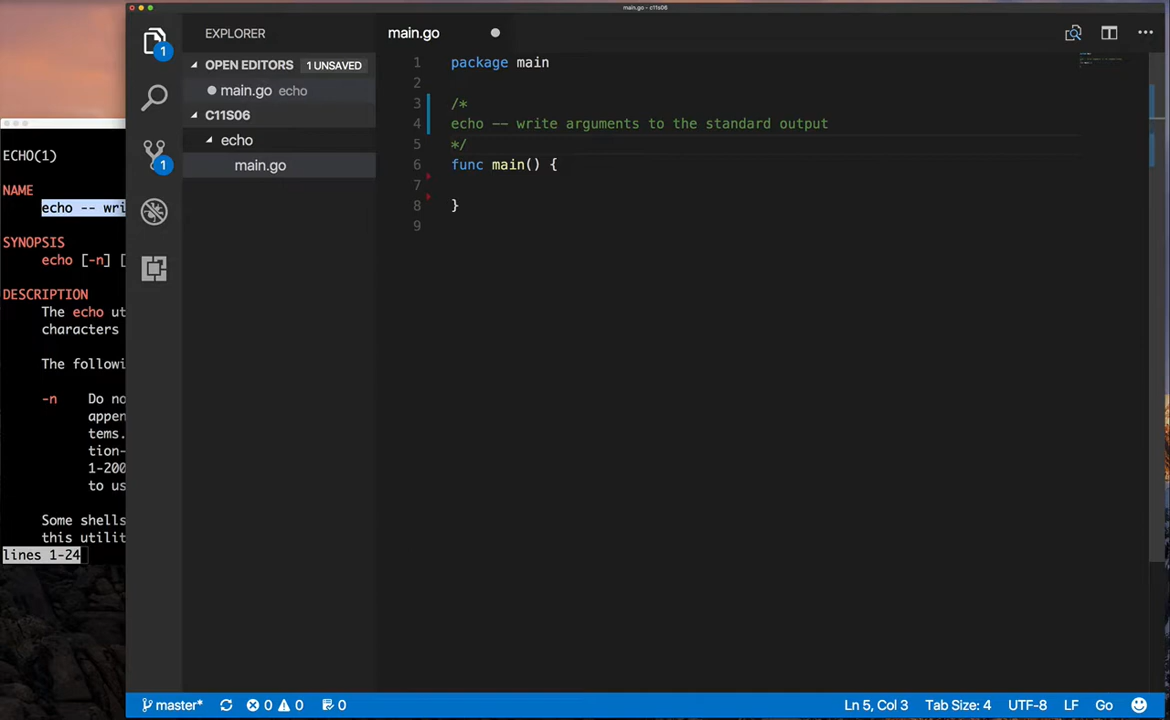 main.go - c11s06
EXPLORER
OPEN EDITORS 1 UNSAVED
main.go echo
C11S06
echo
main.go
1
1
main.go
1 package main
2
3 /*
4 echo -- write arguments to the standard output
5 */
6 func main() {
7
8 }
9
ECHO(1)
NAME
echo -- wri
SYNOPSIS
echo [-n] [
DESCRIPTION
The echo ut
characters
The followi
-n Do no
appen
tems.
tion-
1-200
to us
Some shells
this utilit
lines 1-24
master* 0 0 0 Ln 5, Col 3 Tab Size: 4 UTF-8 LF Go